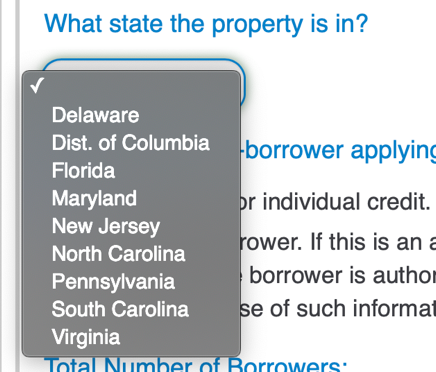 What state the property is in?
✓
Delaware
Dist. of Columbia
-borrower applying
Florida
Maryland
or individual credit.
New Jersey
rower. If this is an a
North Carolina
Pennsylvania
borrower is author
South Carolina
se of such informat
Virginia
Total Number of Borrowers: